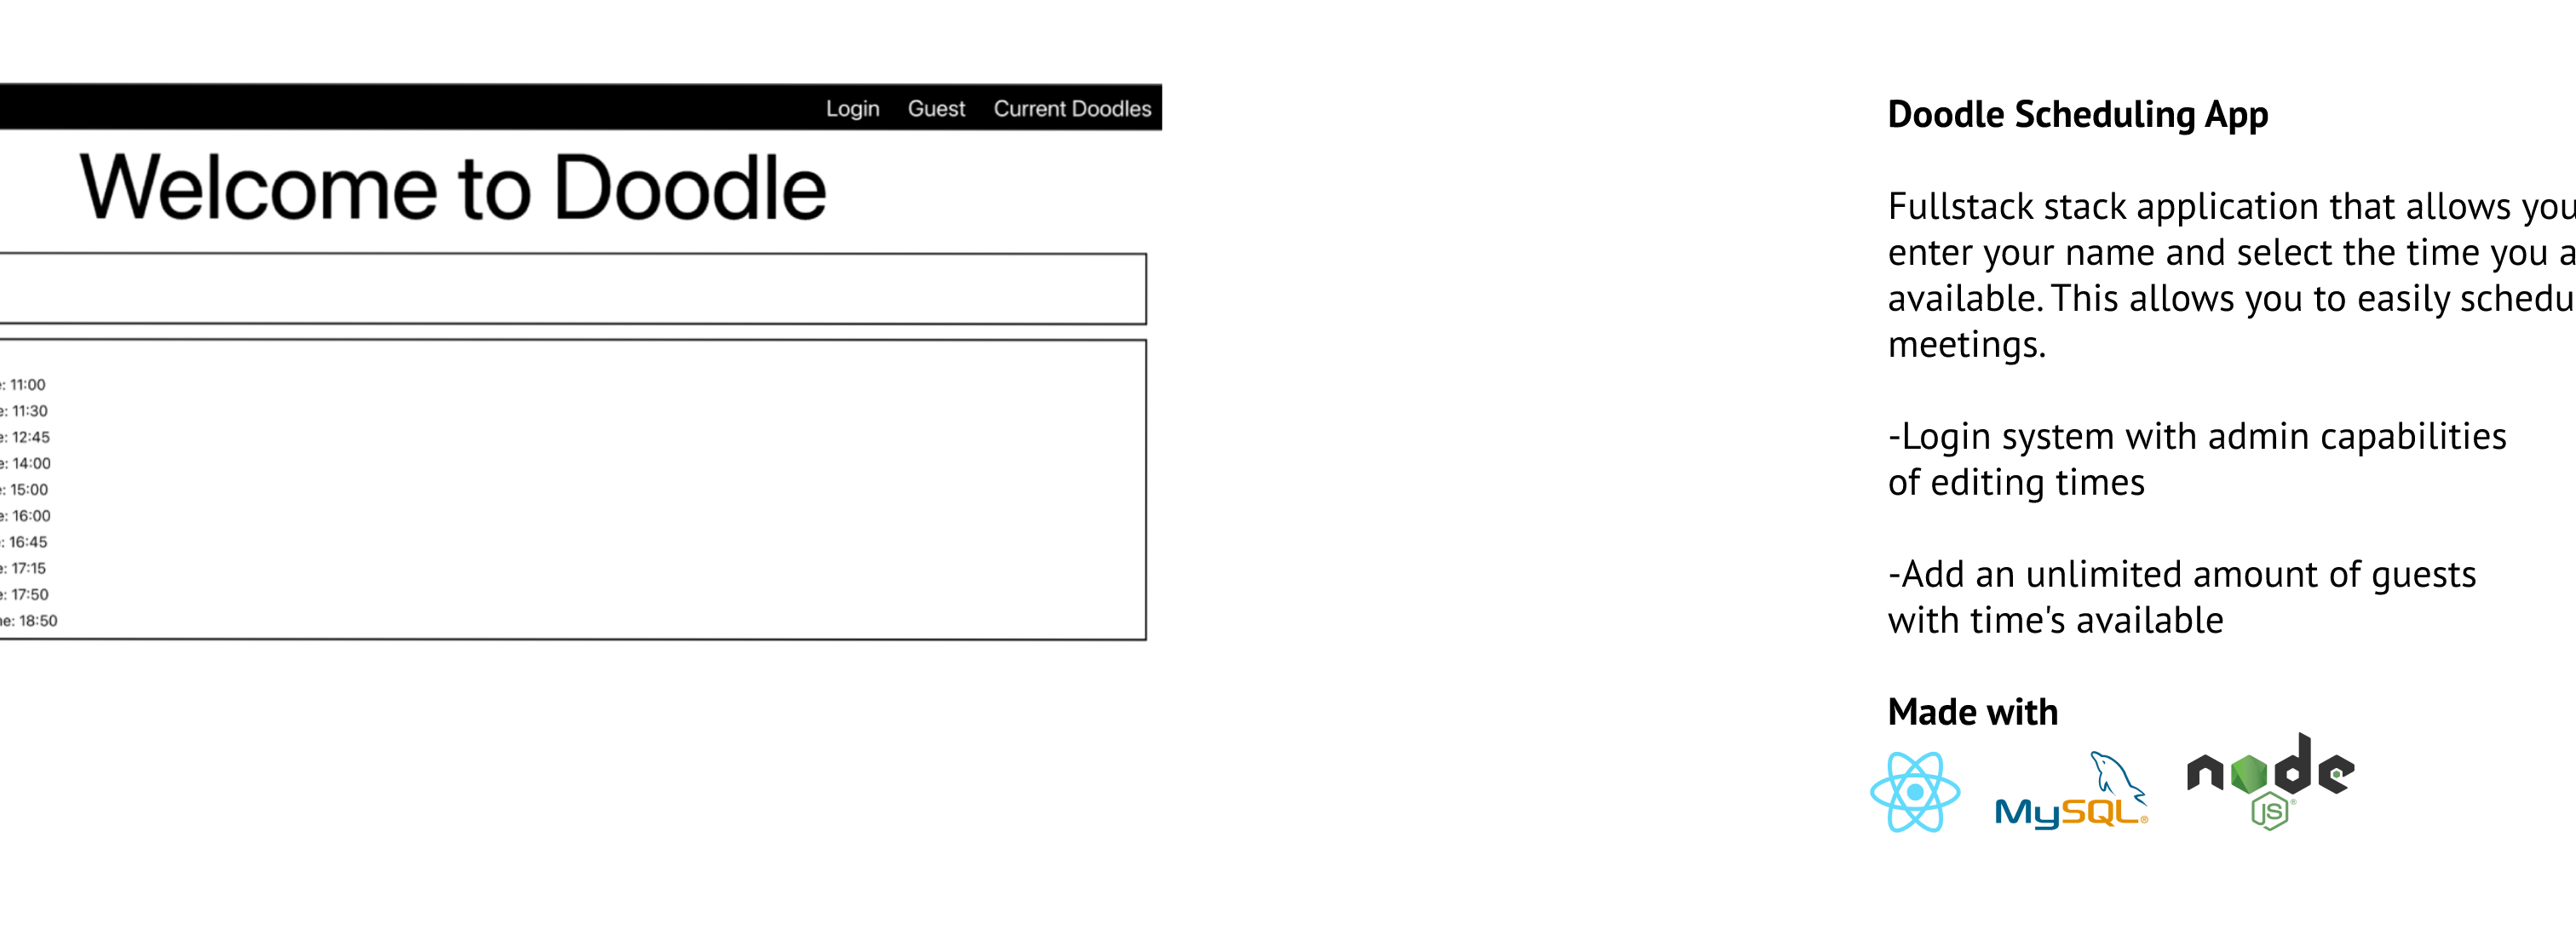 Login Guest Current Doodles
Welcome to Doodle
: 11:00
: 11:30
: 12:45
: 14:00
: 15:00
: 16:00
: 16:45
: 17:15
: 17:50
: 18:50
Doodle Scheduling App
Fullstack stack application that allows you
enter your name and select the time you
available. This allows you to easily
meetings.
-Login system with admin capabilities
of editing times
-Add an unlimited amount of guests
with time's available
Made with
MySQL
node
JS